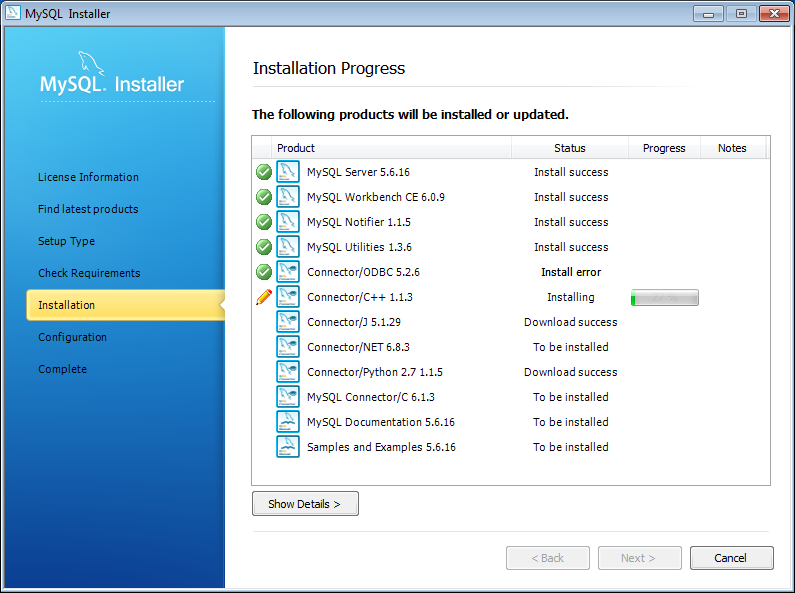 MySQL Installer
MySQL. Installer
License Information
Find latest products
Setup Type
Check Requirements
Installation
Configuration
Complete
Installation Progress
The following products will be installed or updated.
Product Status Progress Notes
MySQL Server 5.6.16 Install success
MySQL Workbench CE 6.0.9 Install success
MySQL Notifier 1.1.5 Install success
MySQL Utilities 1.3.6 Install success
Connector/ODBC 5.2.6 Install error
Connector/C++ 1.1.3 Installing
Connector/J 5.1.29 Download success
Connector/NET 6.8.3 To be installed
Connector/Python 2.7 1.1.5 Download success
MySQL Connector/C 6.1.3 To be installed
MySQL Documentation 5.6.16 To be installed
Samples and Examples 5.6.16 To be installed
Show Details >
< Back Next > Cancel